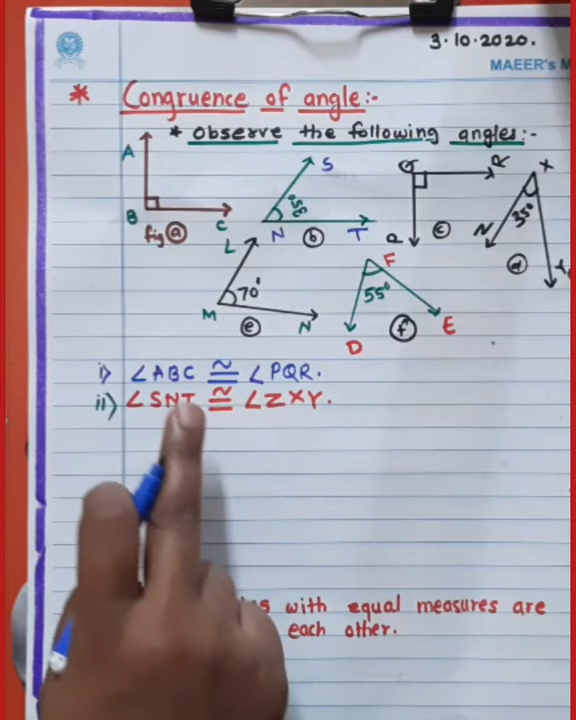 3.10.2020.
MAEER's M
* Congruence of angle:-
* Observe the following angles:-
A
B
C
fig a
S
35°
N
T
b
R
c
X
35°
d
L
70°
M
N
e
F
55°
D
E
f
i) ∠ABC ≅ ∠PQR.
ii) ∠SNT ≅ ∠ZXY.
with equal measures are
each other.